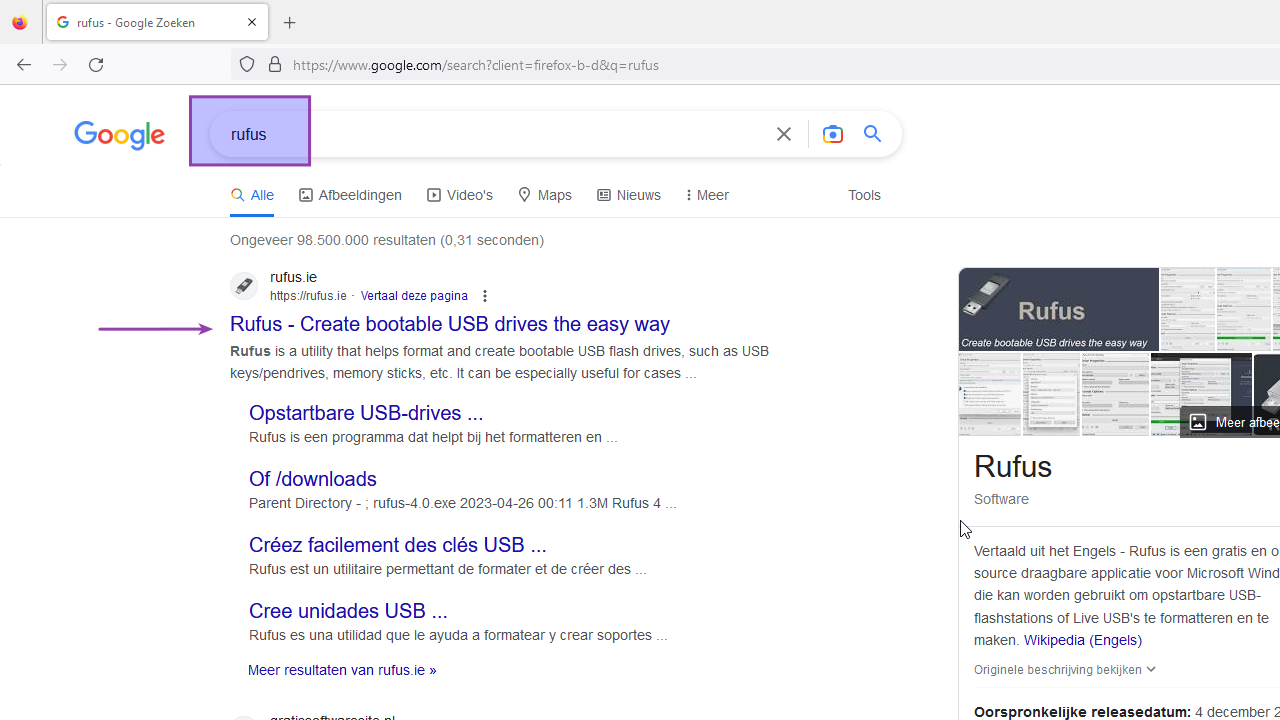 rufus - Google Zoeken
https://www.google.com/search?client=firefox-b-d&q=rufus
Google
rufus
Alle
Afbeeldingen
Video's
Maps
Nieuws
Meer
Tools
Ongeveer 98.500.000 resultaten (0,31 seconden)
rufus.ie
https://rufus.ie · Vertaal deze pagina
Rufus - Create bootable USB drives the easy way
Rufus is a utility that helps format and create bootable USB flash drives, such as USB
keys/pendrives, memory sticks, etc. It can be especially useful for cases ...
Opstartbare USB-drives ...
Rufus is een programma dat helpt bij het formatteren en ...
Of /downloads
Parent Directory - ; rufus-4.0.exe 2023-04-26 00:11 1.3M Rufus 4 ...
Créez facilement des clés USB ...
Rufus est un utilitaire permettant de formater et de créer des ...
Cree unidades USB ...
Rufus es una utilidad que le ayuda a formatear y crear soportes ...
Meer resultaten van rufus.ie »
gratissoftwaresite.nl
Rufus
Create bootable USB drives the easy way
Meer afbee
Rufus
Software
Vertaald uit het Engels - Rufus is een gratis en o
source draagbare applicatie voor Microsoft Wind
die kan worden gebruikt om opstartbare USB-
flashstations of Live USB's te formatteren en te
maken. Wikipedia (Engels)
Originele beschrijving bekijken
Oorspronkelijke releasedatum: 4 december 2